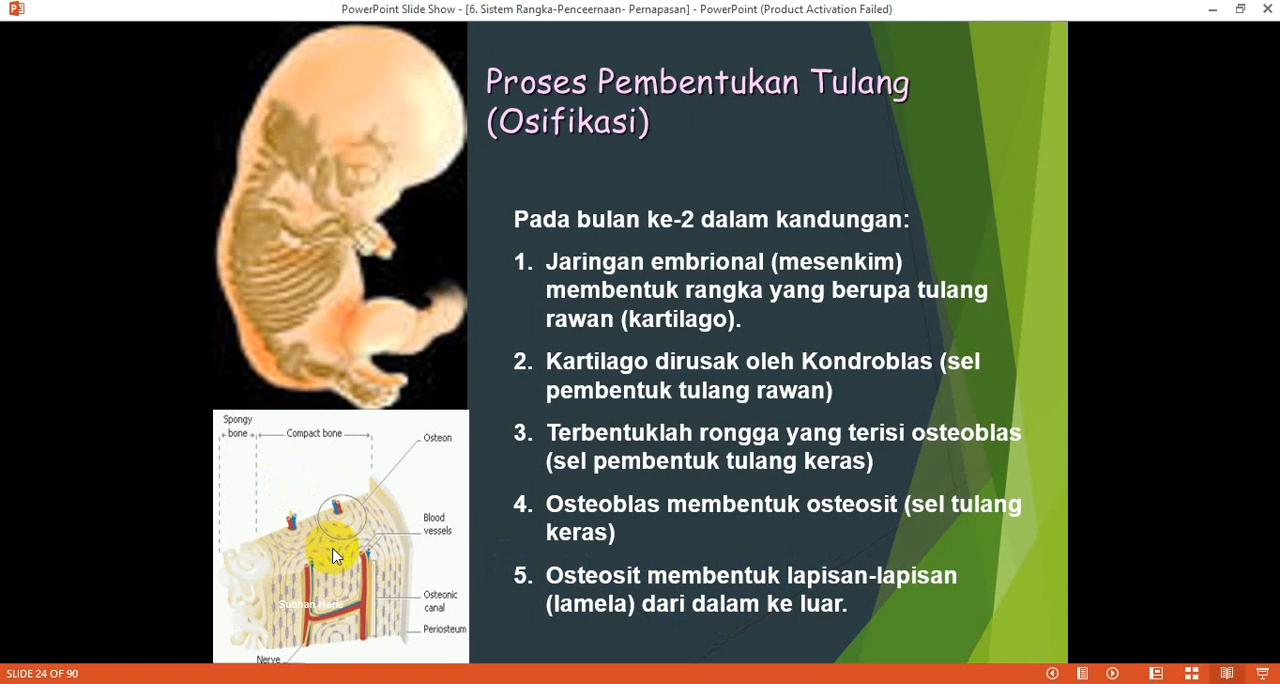 PowerPoint Slide Show - [6. Sistem Rangka-Penceernaan- Pernapasan] - PowerPoint (Product Activation Failed)
Proses Pembentukan Tulang
(Osifikasi)
Pada bulan ke-2 dalam kandungan:
1. Jaringan embrional (mesenkim)
membentuk rangka yang berupa tulang
rawan (kartilago).
2. Kartilago dirusak oleh Kondroblas (sel
pembentuk tulang rawan)
3. Terbentuklah rongga yang terisi osteoblas
(sel pembentuk tulang keras)
4. Osteoblas membentuk osteosit (sel tulang
keras)
5. Osteosit membentuk lapisan-lapisan
(lamela) dari dalam ke luar.
Spongy
bone
Compact bone
Osteon
Blood
vessels
Osteonic
canal
Periosteum
Nerve
SLIDE 24 OF 90